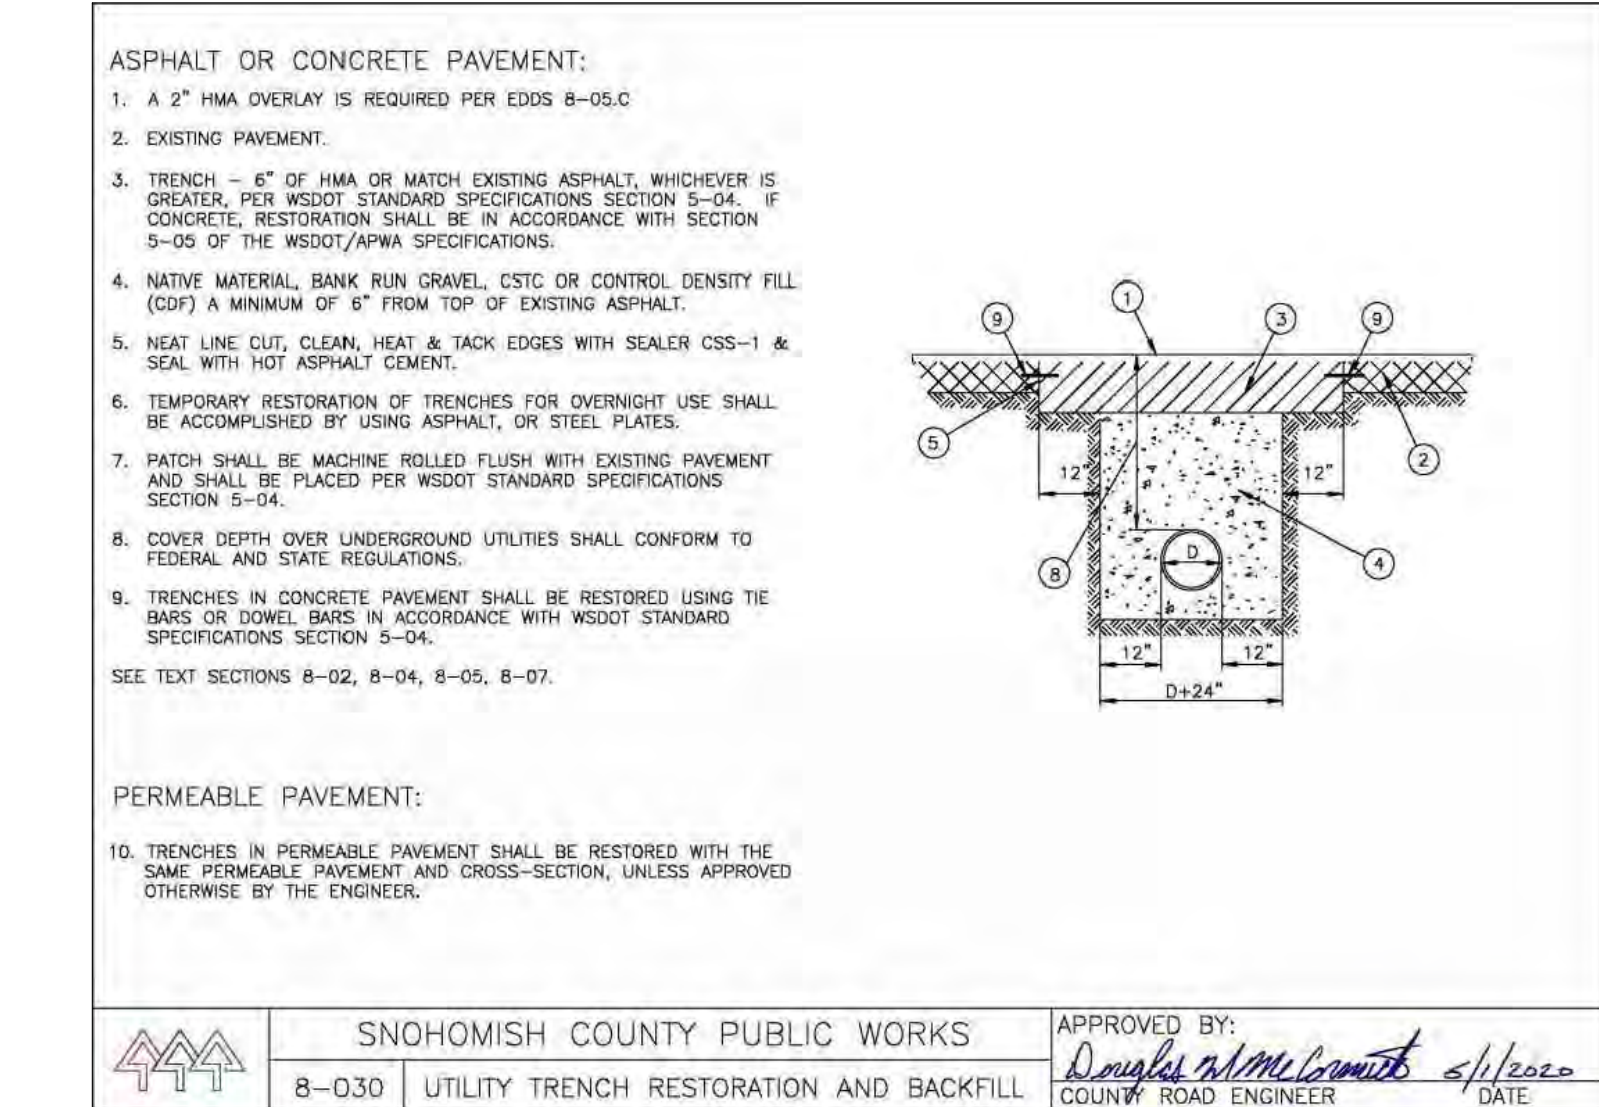 ASPHALT OR CONCRETE PAVEMENT:
1. A 2" HMA OVERLAY IS REQUIRED PER EDDS 8-05.C
2. EXISTING PAVEMENT.
3. TRENCH - 6" OF HMA OR MATCH EXISTING ASPHALT, WHICHEVER IS
GREATER, PER WSDOT STANDARD SPECIFICATIONS SECTION 5-04. IF
CONCRETE, RESTORATION SHALL BE IN ACCORDANCE WITH SECTION
5-05 OF THE WSDOT/APWA SPECIFICATIONS.
4. NATIVE MATERIAL, BANK RUN GRAVEL, CSTC OR CONTROL DENSITY FILL
(CDF) A MINIMUM OF 6" FROM TOP OF EXISTING ASPHALT.
5. NEAT LINE CUT, CLEAN, HEAT & TACK EDGES WITH SEALER CSS-1 &
SEAL WITH HOT ASPHALT CEMENT.
6. TEMPORARY RESTORATION OF TRENCHES FOR OVERNIGHT USE SHALL
BE ACCOMPLISHED BY USING ASPHALT, OR STEEL PLATES.
7. PATCH SHALL BE MACHINE ROLLED FLUSH WITH EXISTING PAVEMENT
AND SHALL BE PLACED PER WSDOT STANDARD SPECIFICATIONS
SECTION 5-04.
8. COVER DEPTH OVER UNDERGROUND UTILITIES SHALL CONFORM TO
FEDERAL AND STATE REGULATIONS.
9. TRENCHES IN CONCRETE PAVEMENT SHALL BE RESTORED USING TIE
BARS OR DOWEL BARS IN ACCORDANCE WITH WSDOT STANDARD
SPECIFICATIONS SECTION 5-04.
SEE TEXT SECTIONS 8-02, 8-04, 8-05, 8-07.
PERMEABLE PAVEMENT:
10. TRENCHES IN PERMEABLE PAVEMENT SHALL BE RESTORED WITH THE
SAME PERMEABLE PAVEMENT AND CROSS-SECTION, UNLESS APPROVED
OTHERWISE BY THE ENGINEER.
1
9
3
9
5
2
12"
12"
8
D
4
12"
12"
D+24"
SNOHOMISH COUNTY PUBLIC WORKS
8-030
UTILITY TRENCH RESTORATION AND BACKFILL
APPROVED BY:
Douglas W McCormick 5/1/2020
COUNTY ROAD ENGINEER
DATE